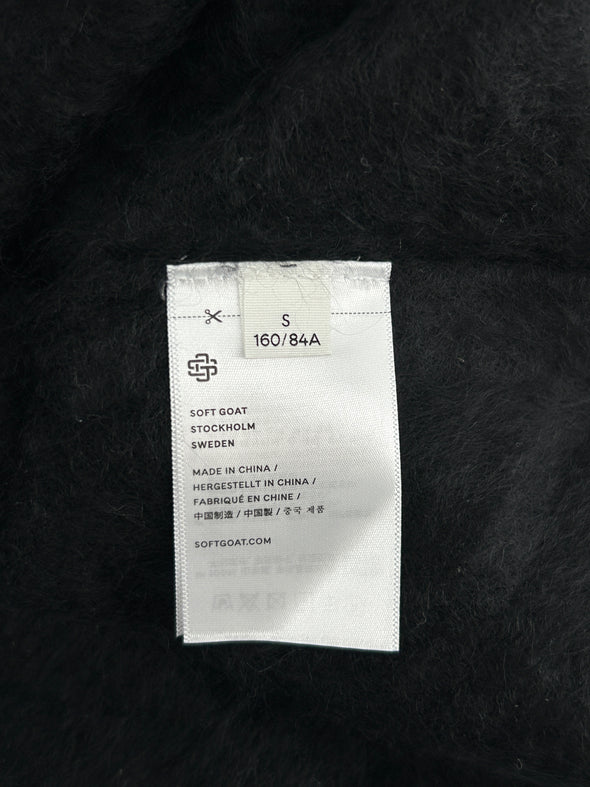 S
160/84A
SOFT GOAT
STOCKHOLM
SWEDEN
MADE IN CHINA /
HERGESTELLT IN CHINA /
FABRIQUÉ EN CHINE /
中国制造 / 中國製 / 중국 제품
SOFTGOAT.COM